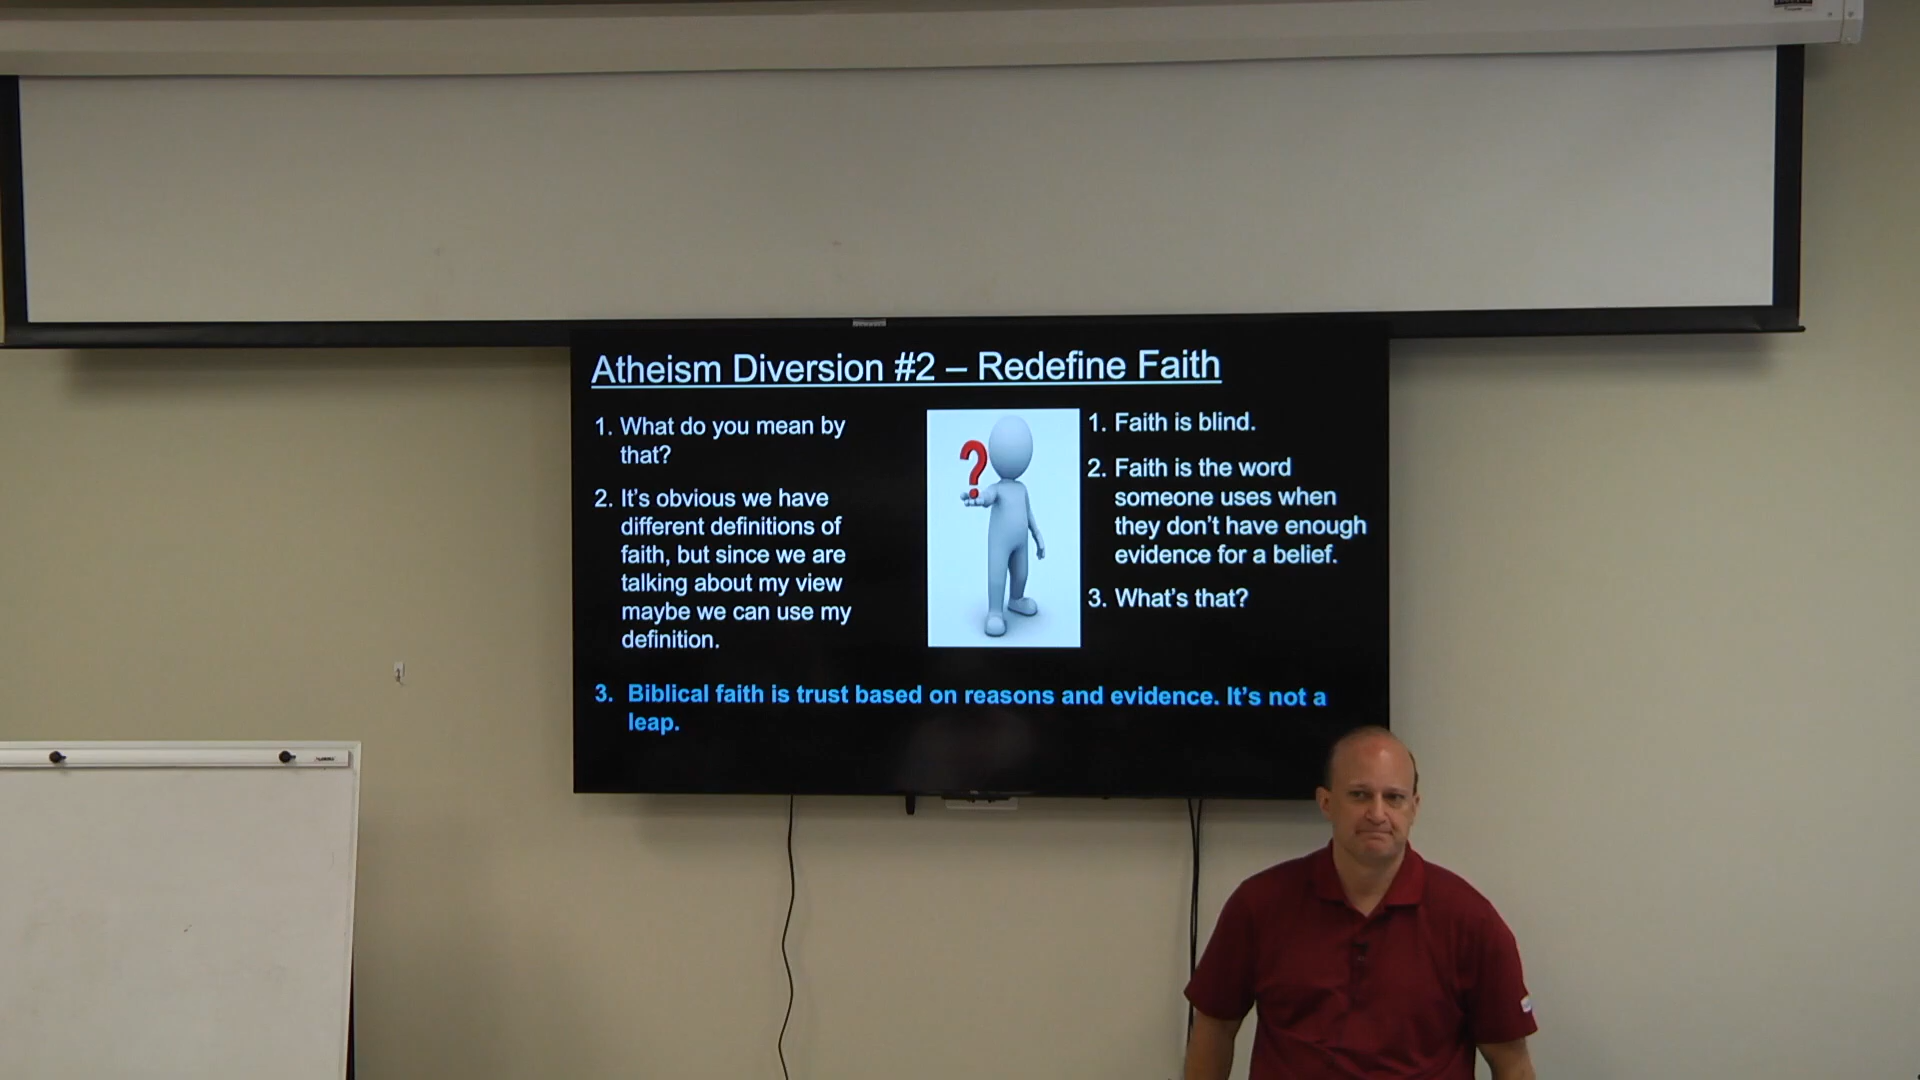 Atheism Diversion #2 – Redefine Faith
1. What do you mean by
that?
2. It’s obvious we have
different definitions of
faith, but since we are
talking about my view
maybe we can use my
definition.
?
1. Faith is blind.
2. Faith is the word
someone uses when
they don’t have enough
evidence for a belief.
3. What’s that?
3. Biblical faith is trust based on reasons and evidence. It’s not a
leap.